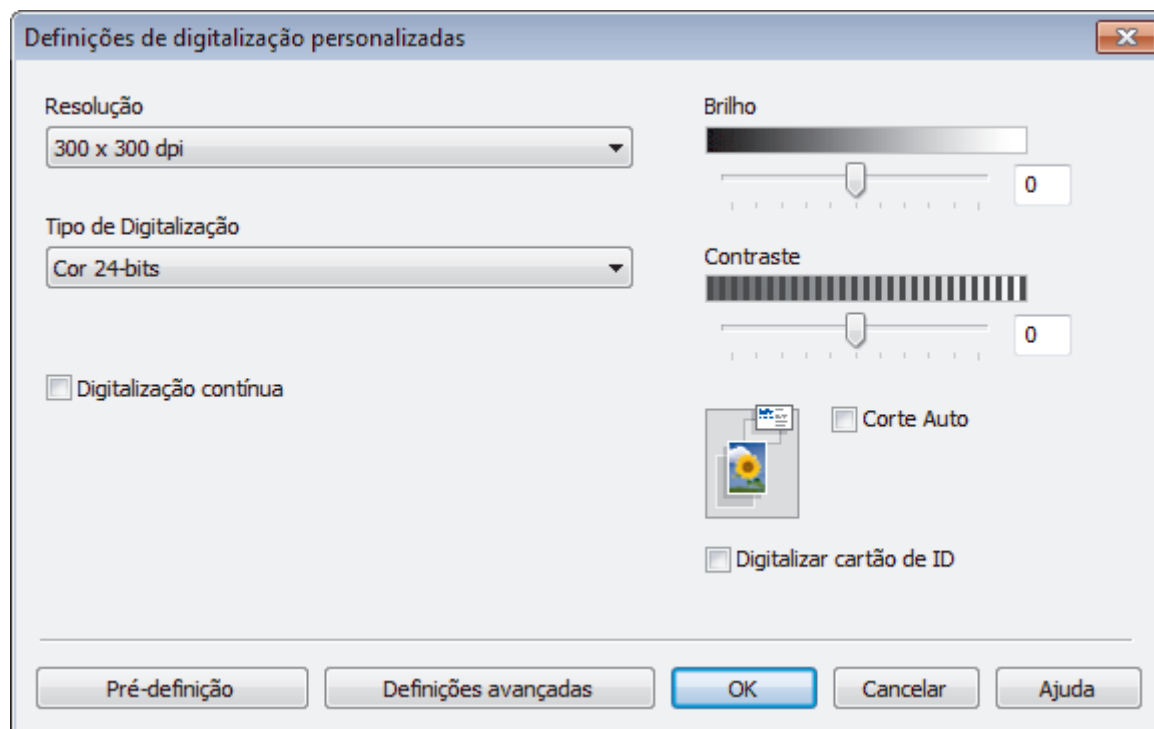 Definições de digitalização personalizadas
Resolução
300 x 300 dpi
Tipo de Digitalização
Cor 24-bits
Digitalização contínua
Brilho
0
Contraste
0
Corte Auto
Digitalizar cartão de ID
Pré-definição
Definições avançadas
OK
Cancelar
Ajuda